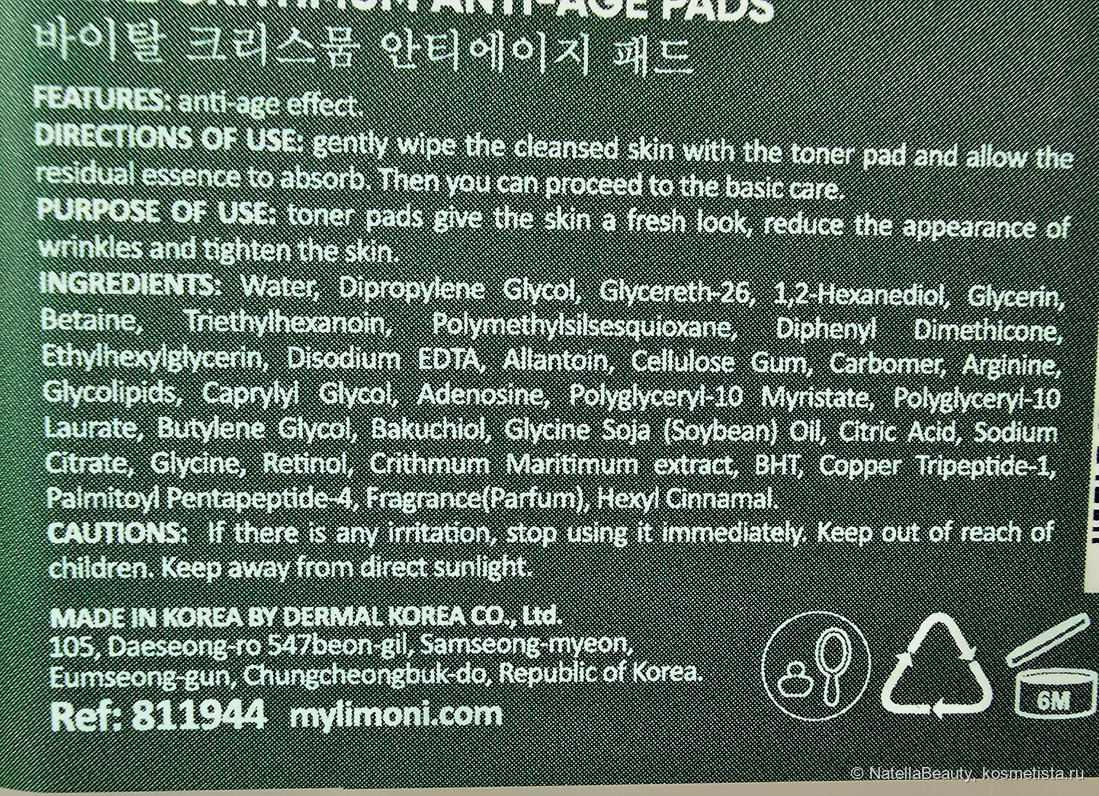 ANTI-AGE PADS
바이탈 크리스뭄 안티에이지 패드
FEATURES: anti-age effect.
DIRECTIONS OF USE: gently wipe the cleansed skin with the toner pad and allow the
residual essence to absorb. Then you can proceed to the basic care.
PURPOSE OF USE: toner pads give the skin a fresh look, reduce the appearance of
wrinkles and tighten the skin.
INGREDIENTS: Water, Dipropylene Glycol, Glycereth-26, 1,2-Hexanediol, Glycerin,
Betaine, Triethylhexanoin, Polymethylsilsesquioxane, Diphenyl Dimethicone,
Ethylhexylglycerin, Disodium EDTA, Allantoin, Cellulose Gum, Carbomer, Arginine,
Glycolipids, Caprylyl Glycol, Adenosine, Polyglyceryl-10 Myristate, Polyglyceryl-10
Laurate, Butylene Glycol, Bakuchiol, Glycine Soja (Soybean) Oil, Citric Acid, Sodium
Citrate, Glycine, Retinol, Crithmum Maritimum extract, BHT, Copper Tripeptide-1,
Palmitoyl Pentapeptide-4, Fragrance(Parfum), Hexyl Cinnamal.
CAUTIONS: If there is any irritation, stop using it immediately. Keep out of reach of
children. Keep away from direct sunlight.
MADE IN KOREA BY DERMAL KOREA CO., Ltd.
105, Daeseong-ro 547beon-gil, Samseong-myeon,
Eumseong-gun, Chungcheongbuk-do, Republic of Korea.
Ref: 811944 mylimoni.com
6M
© NatellaBeauty, kosmetista.ru